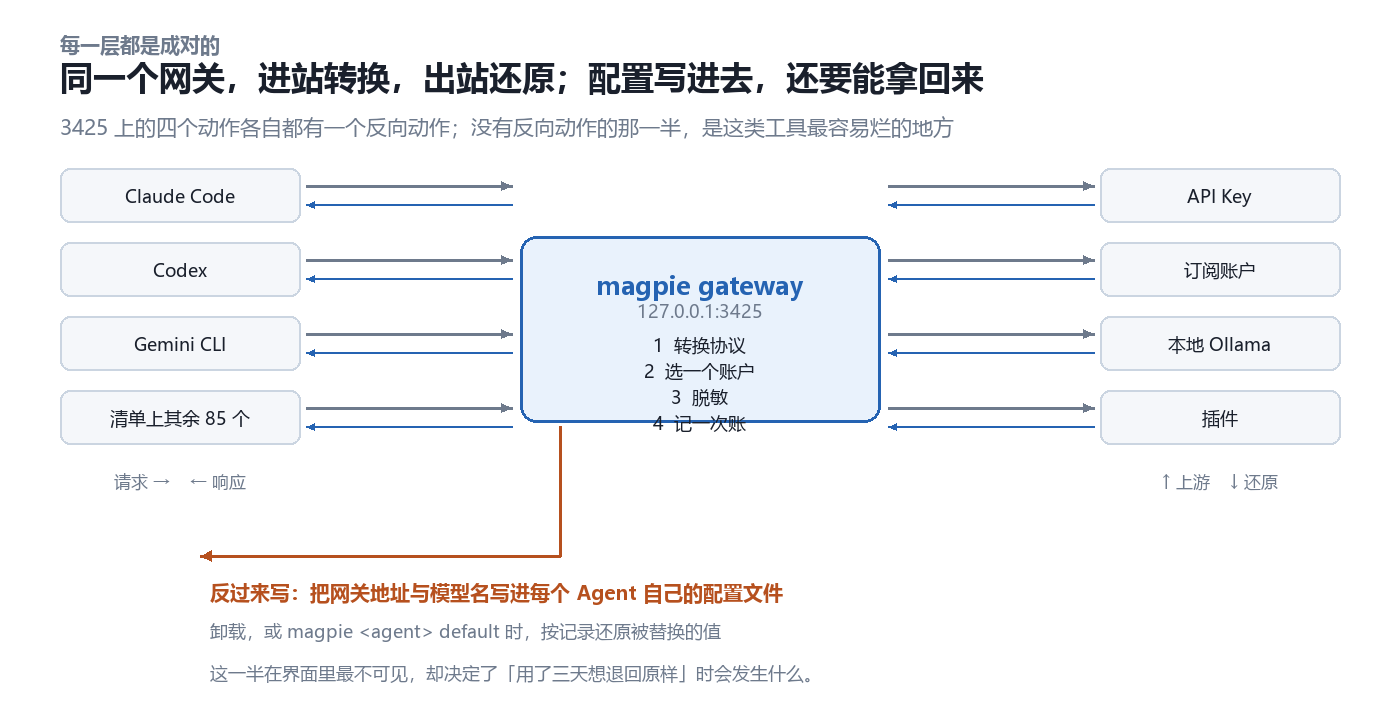 每一层都是成对的
同一个网关，进站转换，出站还原；配置写进去，还要能拿回来
3425 上的四个动作各自都有一个反向动作；没有反向动作的那一半，是这类工具最容易烂的地方
Claude Code
Codex
Gemini CLI
清单上其余 85 个
请求 → ← 响应
magpie gateway
127.0.0.1:3425
1 转换协议
2 选一个账户
3 脱敏
4 记一次账
API Key
订阅账户
本地 Ollama
插件
↑ 上游 ↓ 还原
反过来写：把网关地址与模型名写进每个 Agent 自己的配置文件
卸载，或 magpie <agent> default 时，按记录还原被替换的值
这一半在界面里最不可见，却决定了「用了三天想退回原样」时会发生什么。